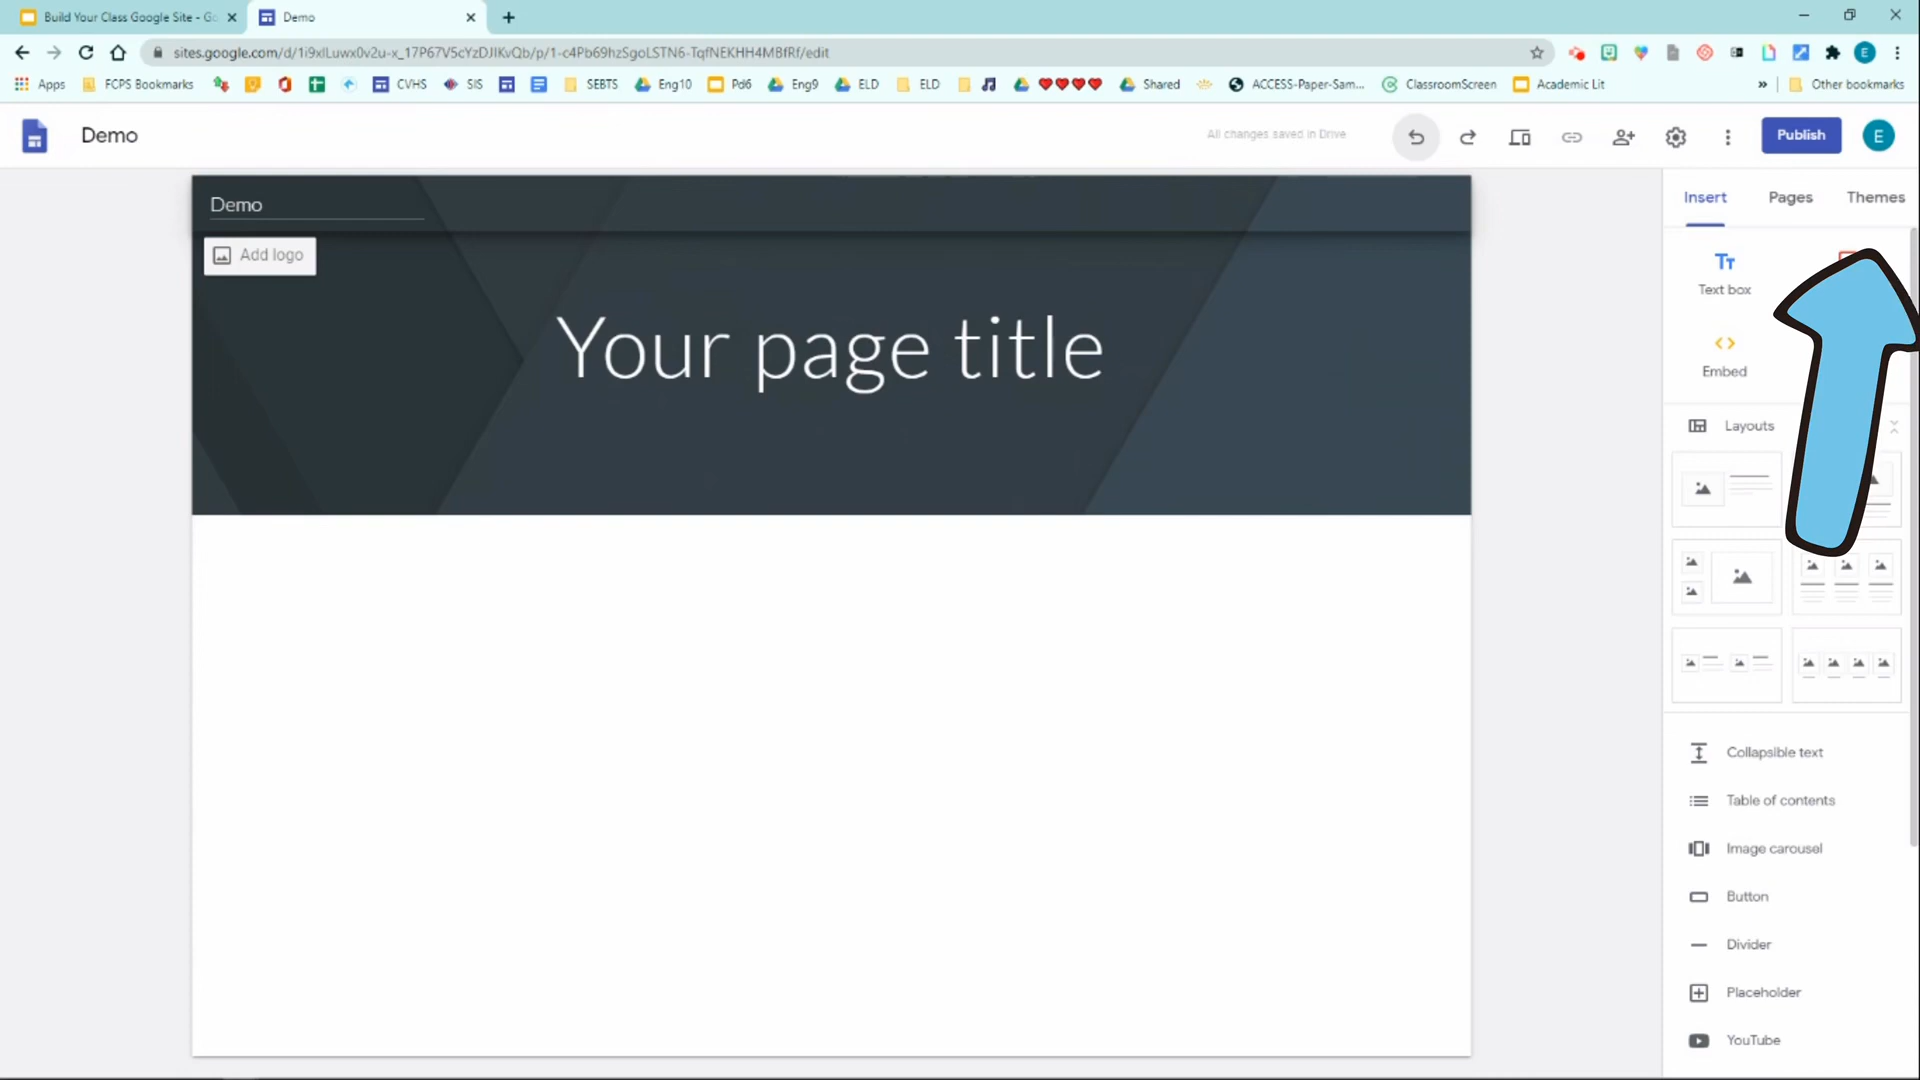 Build Your Class Google Site - Go
Demo
sites.google.com/d/1i9xILuwx0v2u-x_17P67V5cYzDJIKvQb/p/1-c4Pb69hzSgoLSTN6-TqfNEKHH4MBfRf/edit
E
Apps
FCPS Bookmarks
CVHS
SIS
SEBTS
Eng10
Pd6
Eng9
ELD
ELD
Shared
ACCESS-Paper-Sam...
ClassroomScreen
Academic Lit
»
Other bookmarks
Demo
All changes saved in Drive
Publish
E
Insert
Pages
Themes
Demo
Add logo
Your page title
Text box
Embed
Layouts
Collapsible text
Table of contents
Image carousel
Button
Divider
Placeholder
YouTube